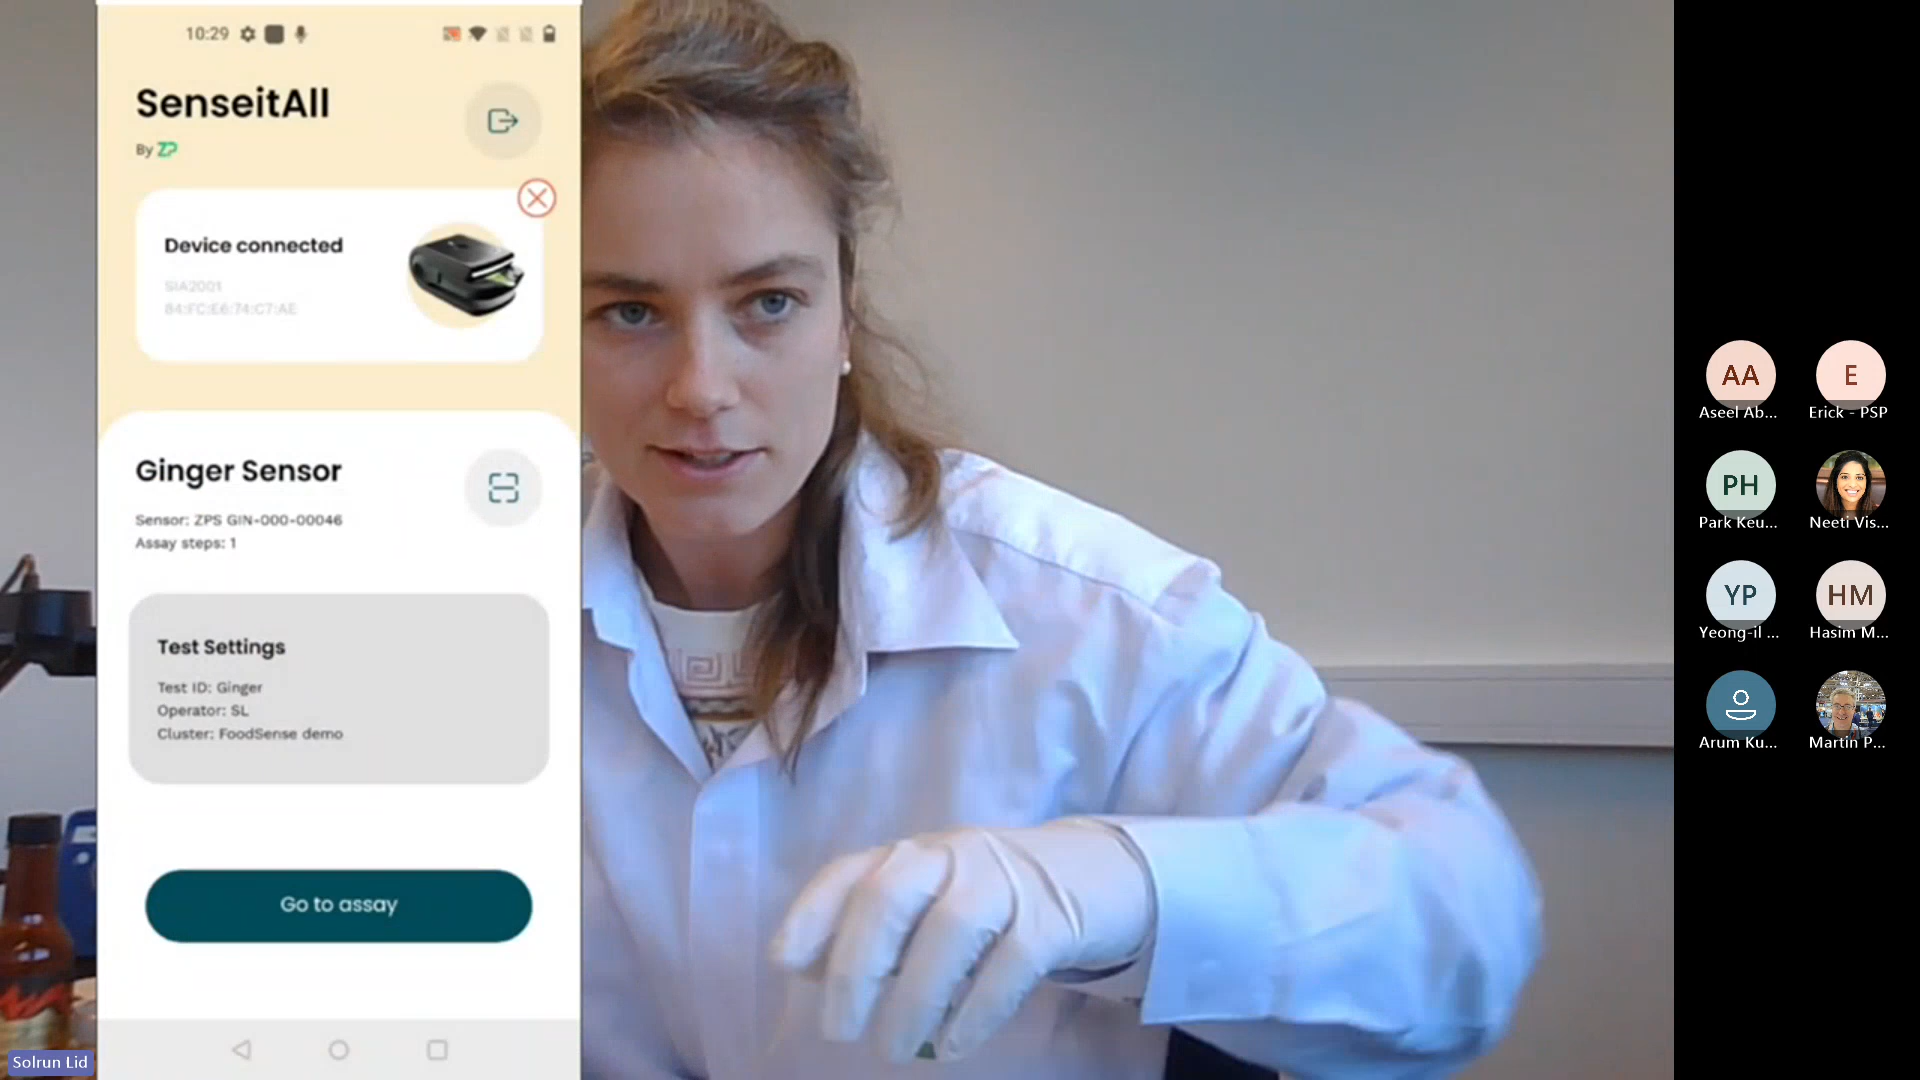 10:29
SenseitAll
By ZP
Device connected
SIA2001
84:FC:E6:74:C7:AE
Ginger Sensor
Sensor: ZPS GIN-000-00046
Assay steps: 1
Test Settings
Test ID: Ginger
Operator: SL
Cluster: FoodSense demo
Go to assay
Solrun Lid
AA
Aseel Ab...
E
Erick - PSP
PH
Park Keu...
Neeti Vis...
YP
Yeong-il ...
HM
Hasim M...
Arum Ku...
Martin P...